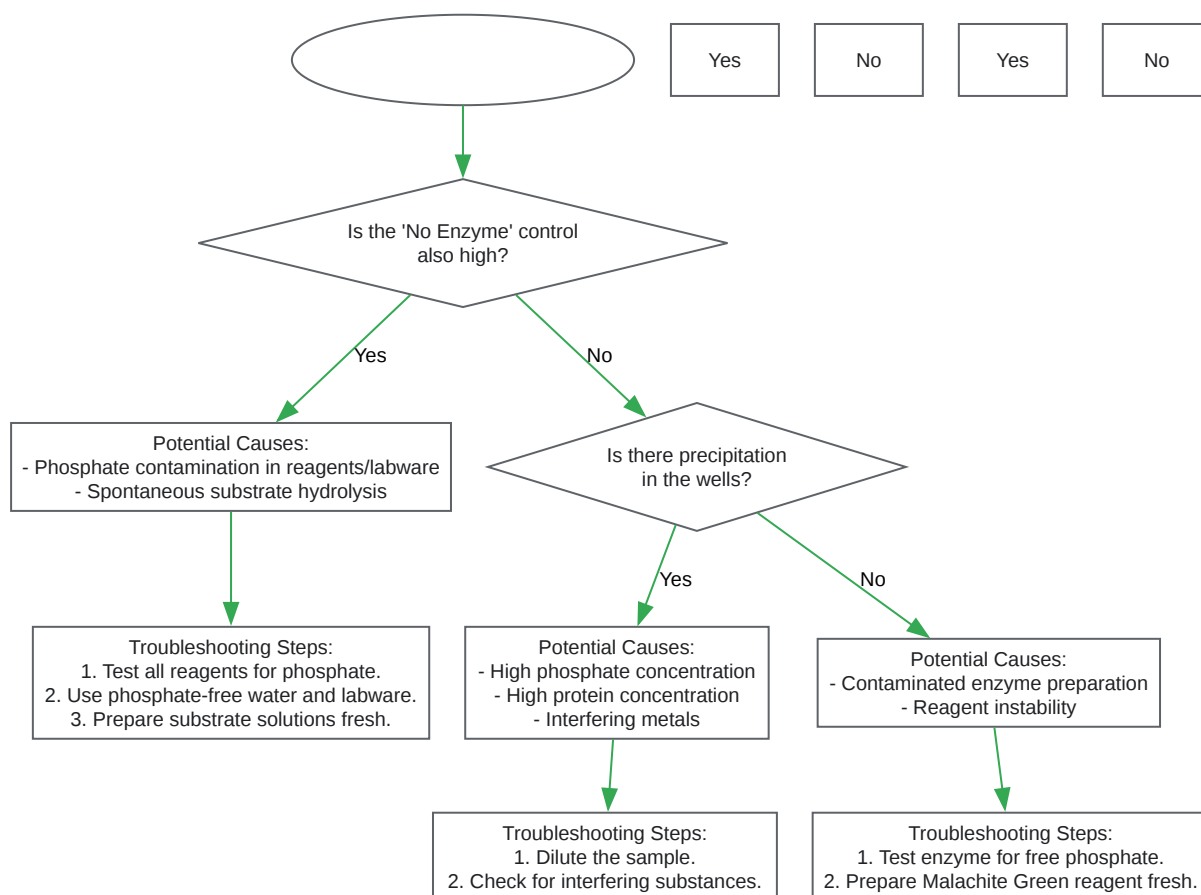 Yes
No
Yes
No
Is the 'No Enzyme' control
also high?
Yes
No
Potential Causes:
- Phosphate contamination in reagents/labware
- Spontaneous substrate hydrolysis
Is there precipitation
in the wells?
Yes
No
Troubleshooting Steps:
1. Test all reagents for phosphate.
2. Use phosphate-free water and labware.
3. Prepare substrate solutions fresh.
Potential Causes:
- High phosphate concentration
- High protein concentration
- Interfering metals
Potential Causes:
- Contaminated enzyme preparation
- Reagent instability
Troubleshooting Steps:
1. Dilute the sample.
2. Check for interfering substances.
Troubleshooting Steps:
1. Test enzyme for free phosphate.
2. Prepare Malachite Green reagent fresh.